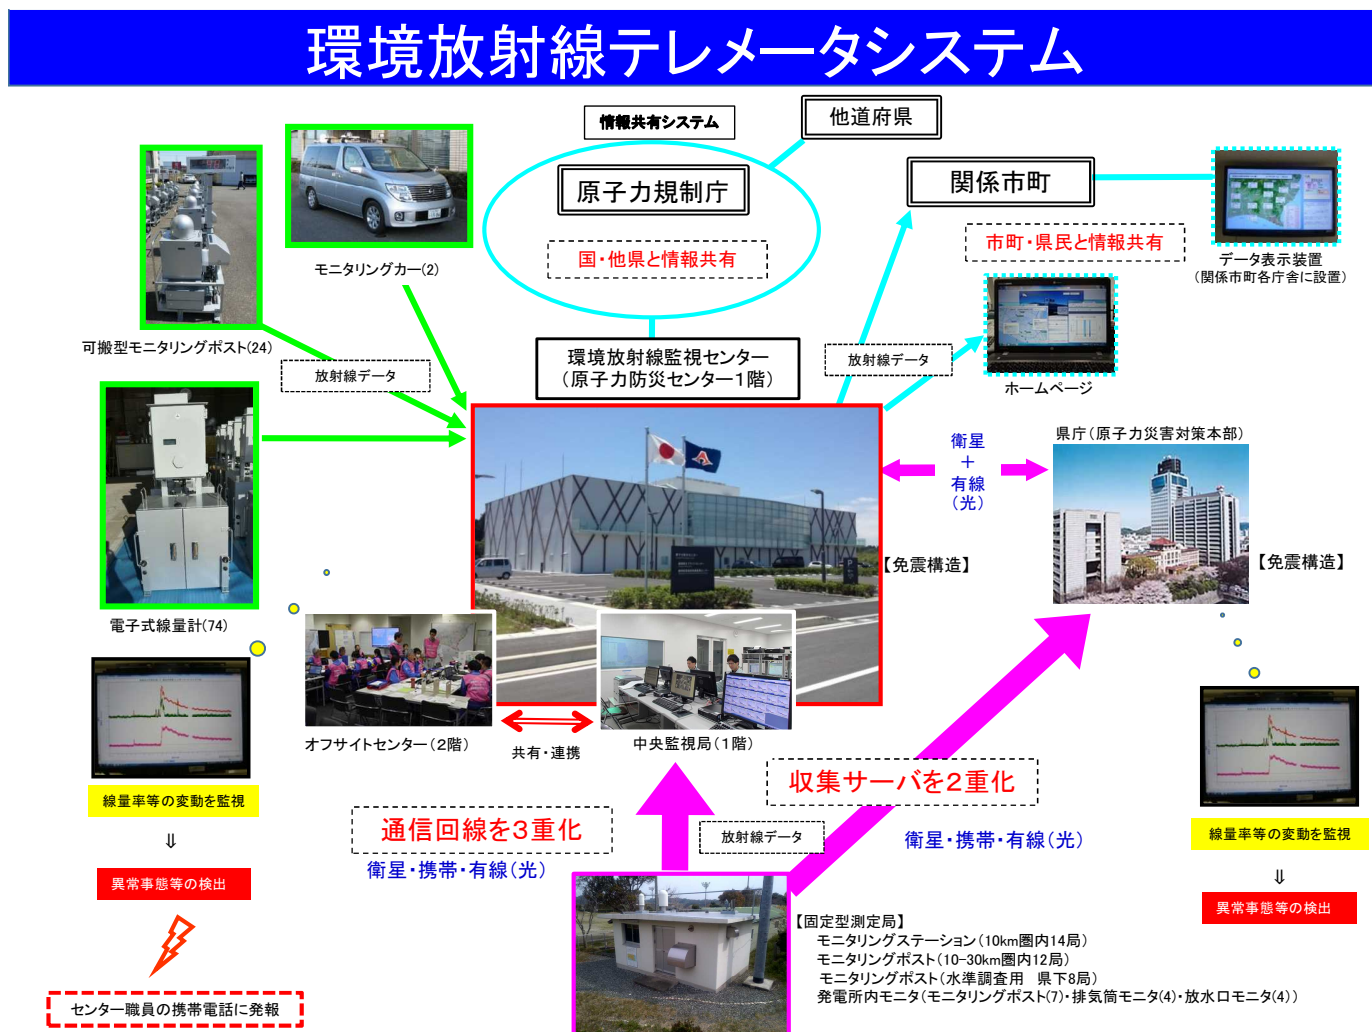 環境放射線テレメータシステム
情報共有システム
他道府県
原子力規制庁
国・他県と情報共有
関係市町
市町・県民と情報共有
データ表示装置
(関係市町各庁舎に設置)
モニタリングカー(2)
可搬型モニタリングポスト(24)
放射線データ
環境放射線監視センター
(原子力防災センター1階)
放射線データ
ホームページ
衛星
+
有線
(光)
県庁(原子力災害対策本部)
【免震構造】
【免震構造】
電子式線量計(74)
オフサイトセンター(2階)
共有・連携
中央監視局(1階)
線量率等の変動を監視
⇓
異常事態等の検出
センター職員の携帯電話に発報
通信回線を3重化
衛星・携帯・有線(光)
放射線データ
収集サーバを2重化
衛星・携帯・有線(光)
線量率等の変動を監視
⇓
異常事態等の検出
【固定型測定局】
モニタリングステーション(10km圏内14局)
モニタリングポスト(10-30km圏内12局)
モニタリングポスト(水準調査用 県下8局)
発電所内モニタ(モニタリングポスト(7)・排気筒モニタ(4)・放水口モニタ(4))